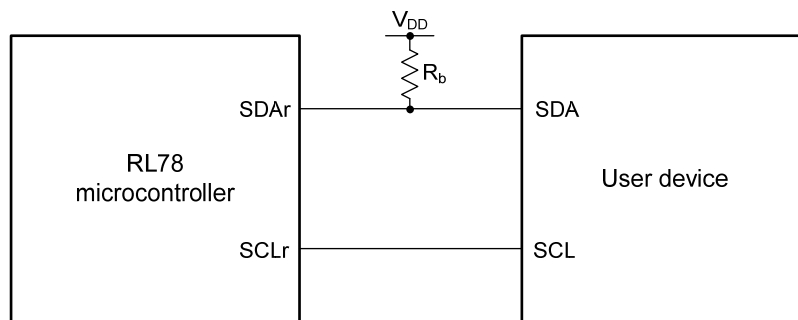 VDD
Rb
SDAr
SDA
RL78
microcontroller
User device
SCLr
SCL